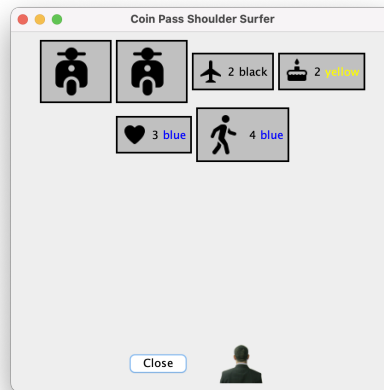 Coin Pass Shoulder Surfer
2 black 2 yellow
3 blue 4 blue
Close